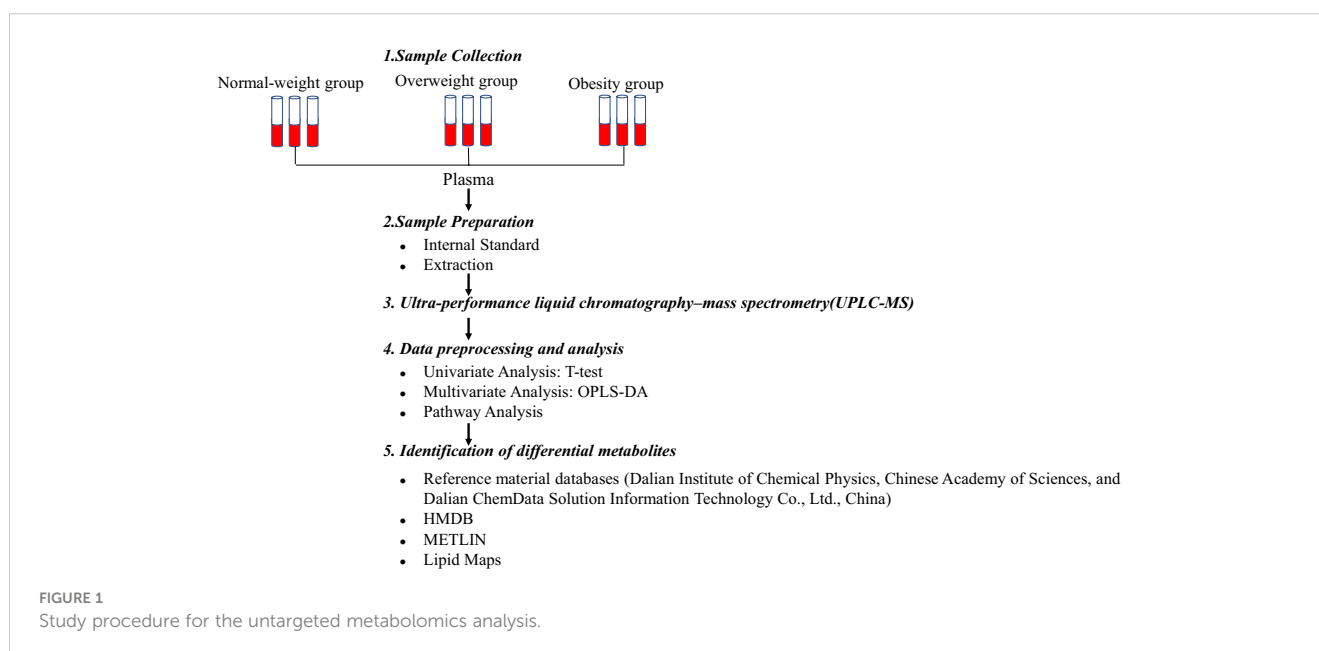 1.Sample Collection
Normal-weight group
Overweight group
Obesity group
Plasma
2.Sample Preparation
• Internal Standard
• Extraction
3. Ultra-performance liquid chromatography–mass spectrometry(UPLC-MS)
4. Data preprocessing and analysis
• Univariate Analysis: T-test
• Multivariate Analysis: OPLS-DA
• Pathway Analysis
5. Identification of differential metabolites
• Reference material databases (Dalian Institute of Chemical Physics, Chinese Academy of Sciences, and
Dalian ChemData Solution Information Technology Co., Ltd., China)
• HMDB
• METLIN
• Lipid Maps
FIGURE 1
Study procedure for the untargeted metabolomics analysis.